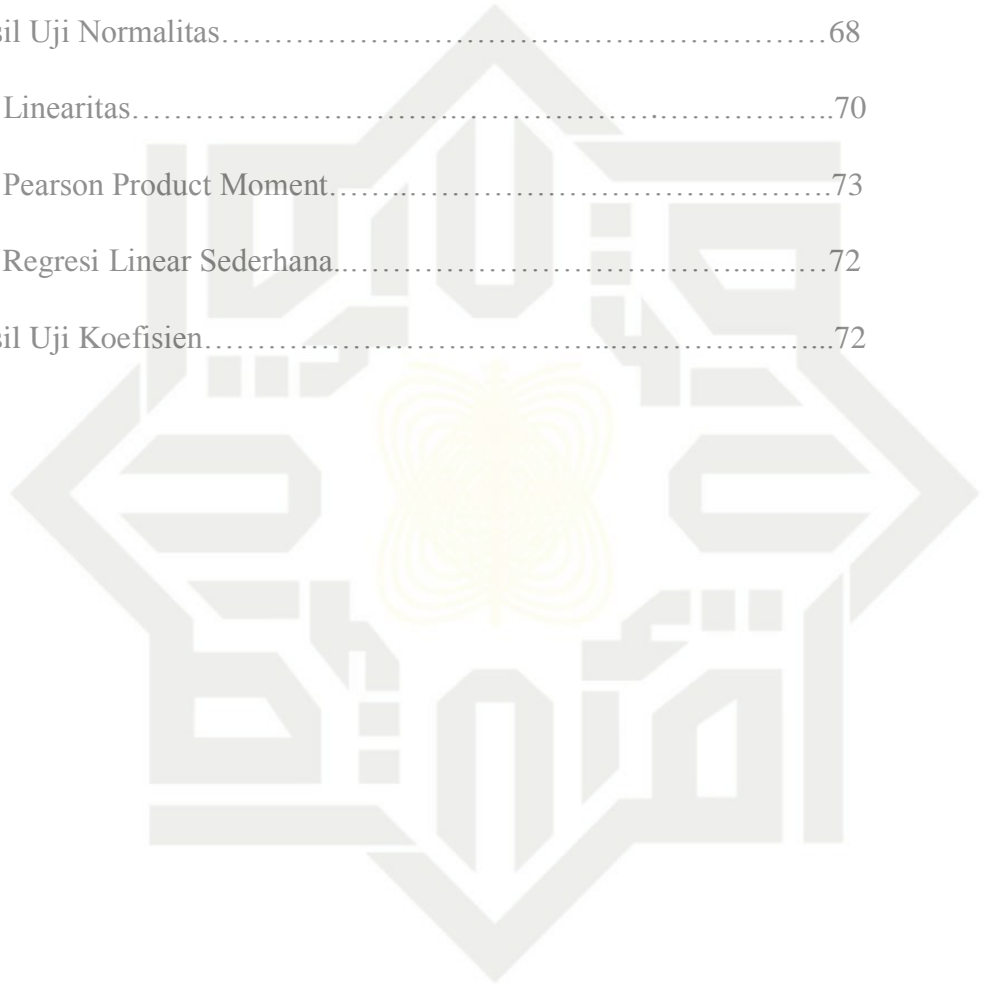 sil Uji Normalitas…………………………………………………68
Linearitas………………………………………………………..70
Pearson Product Moment……………………………………….73
Regresi Linear Sederhana..…………………………………...….…72
sil Uji Koefisien…………………………………………………...72